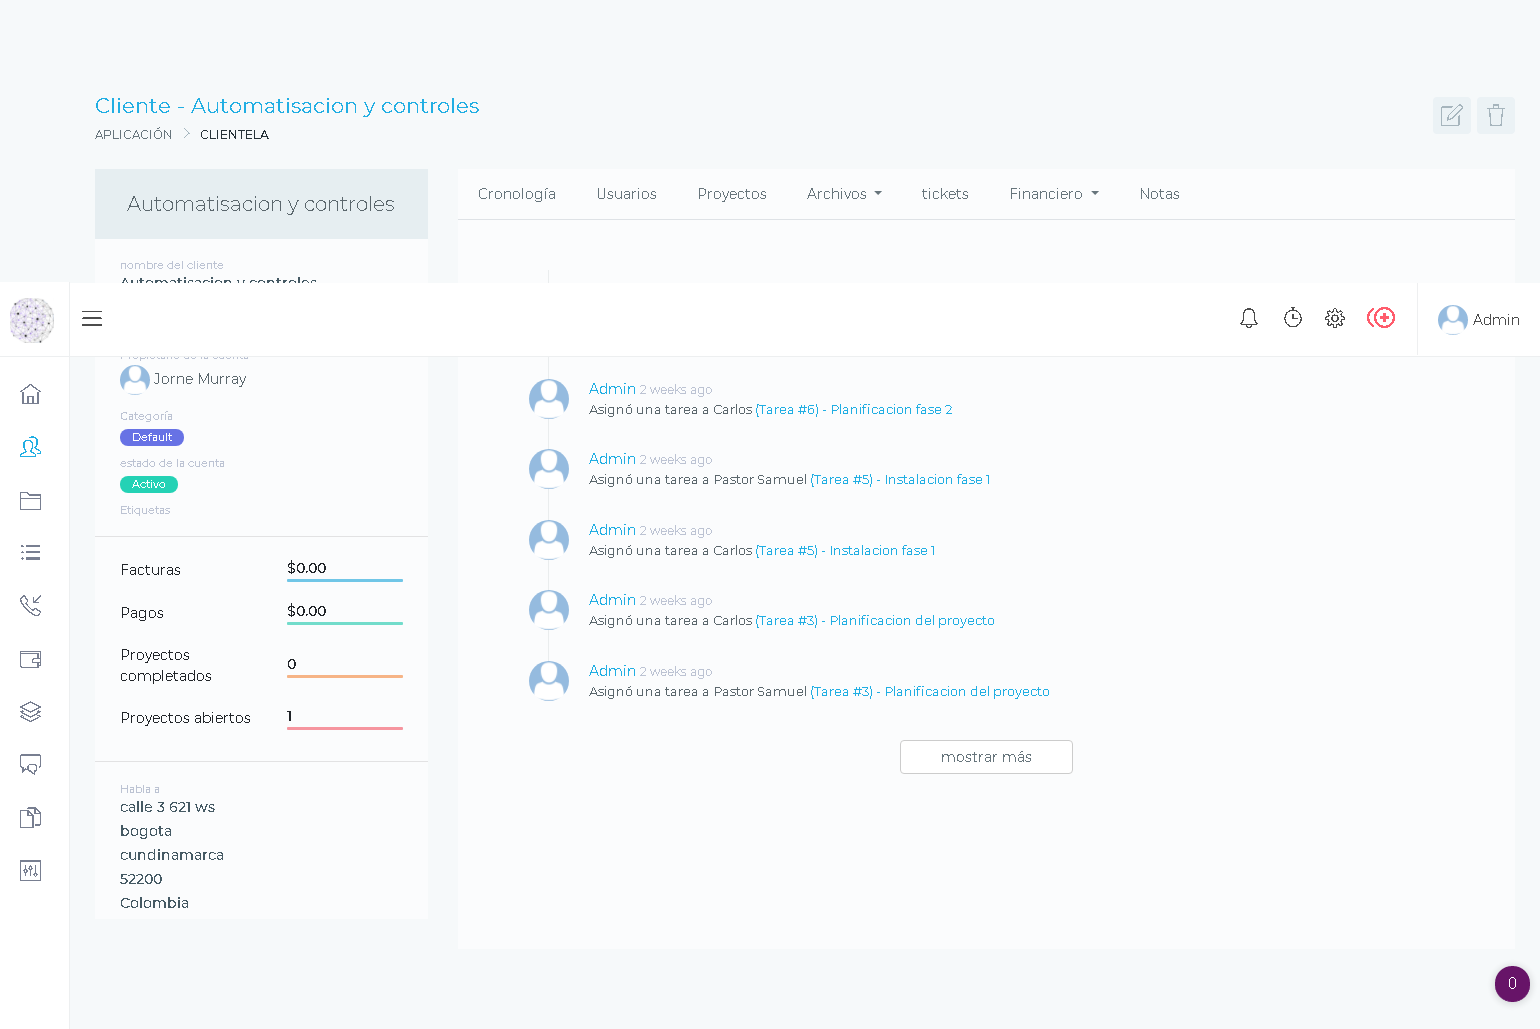 Cliente - Automatisacion y controles
APLICACIÓN
CLIENTELA
Automatisacion y controles
nombre del cliente
Automatisacion y controles
Cronología
Usuarios
Proyectos
Archivos
tickets
Financiero
Notas
Admin
Propietario de la cuenta
Jorne Murray
Categoría
Default
estado de la cuenta
Activo
Etiquetas
Facturas
$0.00
Pagos
$0.00
Proyectos
completados
0
Proyectos abiertos
1
Habla a
calle 3 621 ws
bogota
cundinamarca
52200
Colombia
Admin 2 weeks ago
Asignó una tarea a Carlos (Tarea #6) - Planificacion fase 2
Admin 2 weeks ago
Asignó una tarea a Pastor Samuel (Tarea #5) - Instalacion fase 1
Admin 2 weeks ago
Asignó una tarea a Carlos (Tarea #5) - Instalacion fase 1
Admin 2 weeks ago
Asignó una tarea a Carlos (Tarea #3) - Planificacion del proyecto
Admin 2 weeks ago
Asignó una tarea a Pastor Samuel (Tarea #3) - Planificacion del proyecto
mostrar más
0